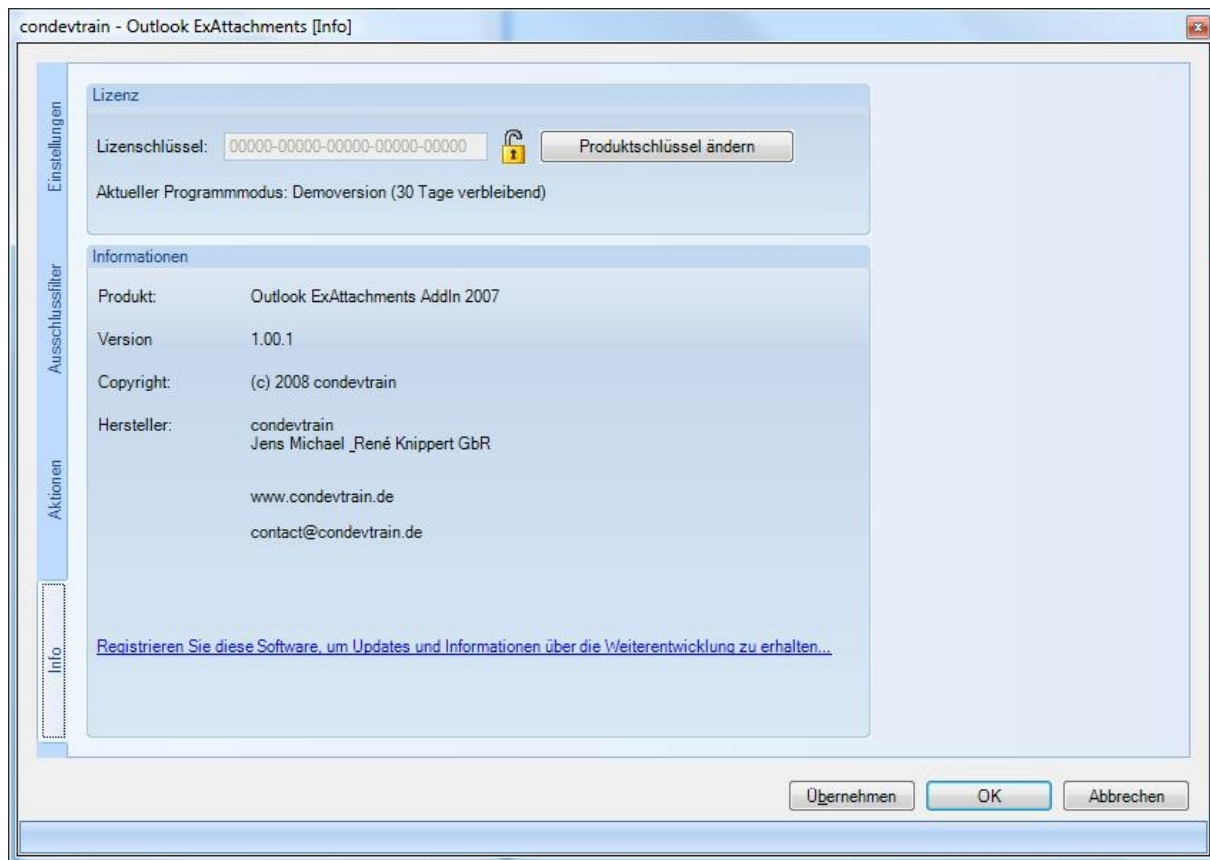 condevtrain - Outlook ExAttachments [Info]
Einstellungen
Ausschlussfilter
Aktionen
Info
Lizenz
Lizenschlüssel: 00000-00000-00000-00000-00000 Produktschlüssel ändern
Aktueller Programmmodus: Demoversion (30 Tage verbleibend)
Informationen
Produkt: Outlook ExAttachments AddIn 2007
Version 1.00.1
Copyright: (c) 2008 condevtrain
Hersteller: condevtrain
Jens Michael _René Knippert GbR
www.condevtrain.de
contact@condevtrain.de
Registrieren Sie diese Software, um Updates und Informationen über die Weiterentwicklung zu erhalten...
Übernehmen OK Abbrechen